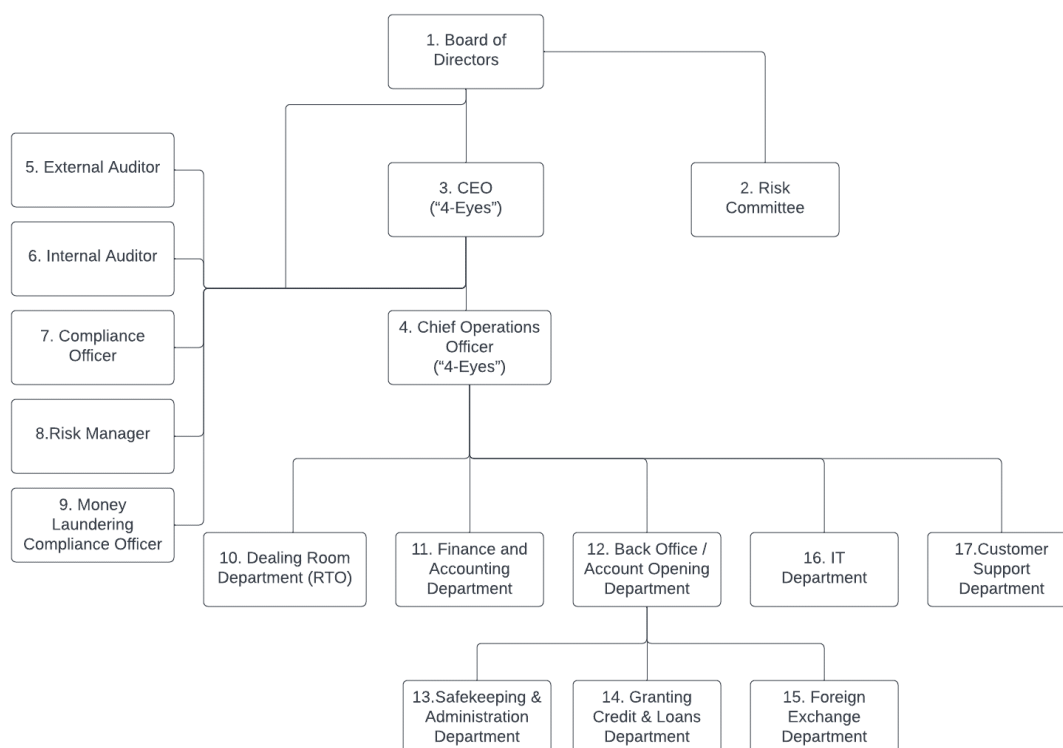 1. Board of
Directors
5. External Auditor
3. CEO
(“4-Eyes”)
2. Risk
Committee
6. Internal Auditor
7. Compliance
Officer
4. Chief Operations
Officer
(“4-Eyes”)
8.Risk Manager
9. Money
Laundering
Compliance Officer
10. Dealing Room
Department (RTO)
11. Finance and
Accounting
Department
12. Back Office /
Account Opening
Department
16. IT
Department
17.Customer
Support
Department
13.Safekeeping &
Administration
Department
14. Granting
Credit & Loans
Department
15. Foreign
Exchange
Department